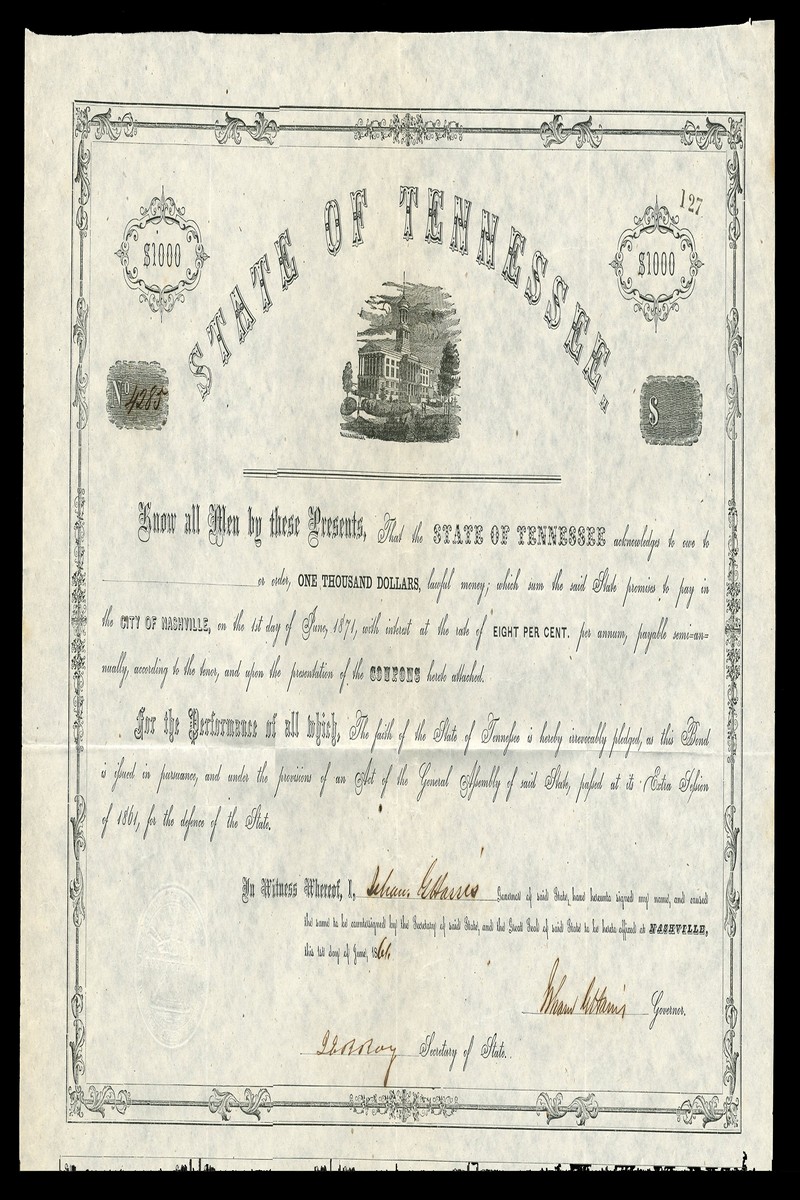 127
$1000
STATE OF TENNESSEE.
$1000
No 4285
$
Know all Men by these Presents, That the STATE OF TENNESSEE acknowledges to owe to
or order, ONE THOUSAND DOLLARS, lawful money; which sum the said State promises to pay in
the CITY OF NASHVILLE, on the 1st day of June, 1871, with interest at the rate of EIGHT PER CENT. per annum, payable semi-an-
nually, according to the tenor, and upon the presentation of the COUPONS hereto attached.
For the Performance of all which, The faith of the State of Tennessee is hereby irrevocably pledged, as this Bond
is issued in pursuance, and under the provisions of an Act of the General Assembly of said State, passed at its Extra Session
of 1861, for the defence of the State.
In Witness Whereof, I, Isham G Harris Governor of said State, have hereunto signed my name, and caused
the same to be countersigned by the Secretary of said State, and the Great Seal of said State to be hereto affixed at NASHVILLE,
this 1st day of June, 1861.
Isham G Harris Governor.
J E R Ray Secretary of State.